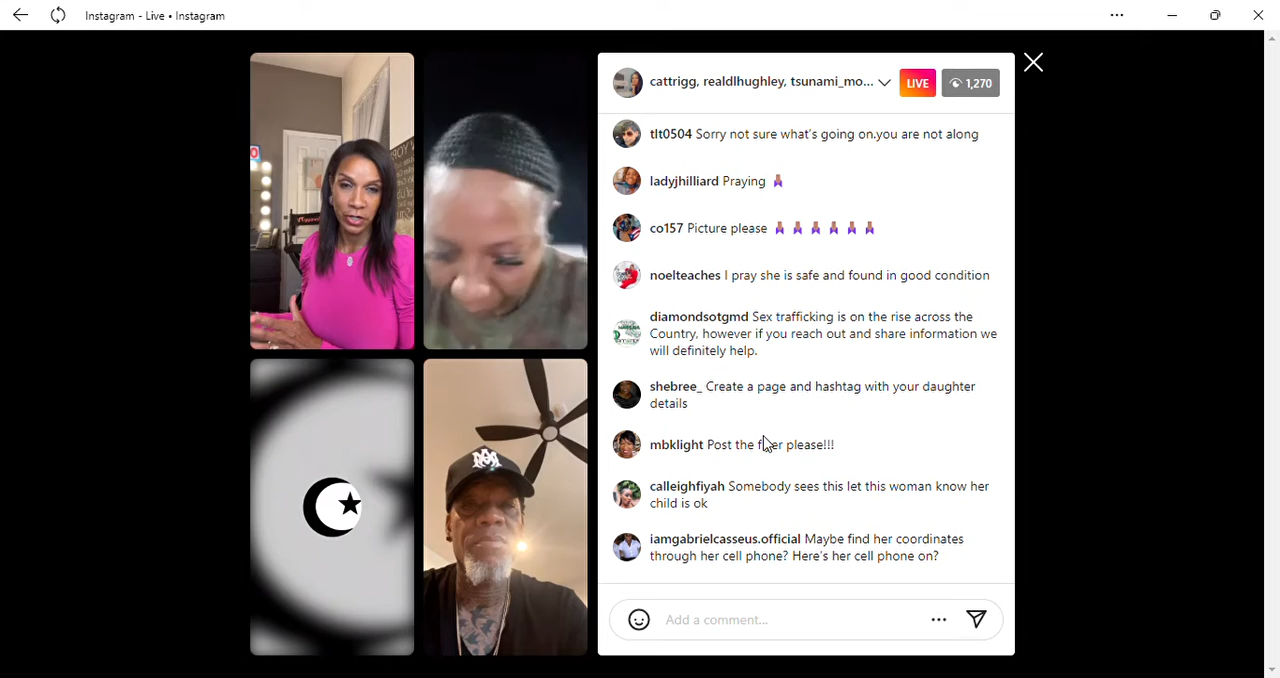 Instagram - Live • Instagram
cattrigg, realdlhughley, tsunami_mo...
LIVE
1,270
tlt0504 Sorry not sure what's going on.you are not along
ladyjhilliard Praying
co157 Picture please
noelteaches I pray she is safe and found in good condition
diamondsotgmd Sex trafficking is on the rise across the
Country, however if you reach out and share information we
will definitely help.
shebree_ Create a page and hashtag with your daughter
details
mbklight Post the please!!!
calleighfiyah Somebody sees this let this woman know her
child is ok
iamgabrielcasseus.official Maybe find her coordinates
through her cell phone? Here's her cell phone on?
Add a comment...